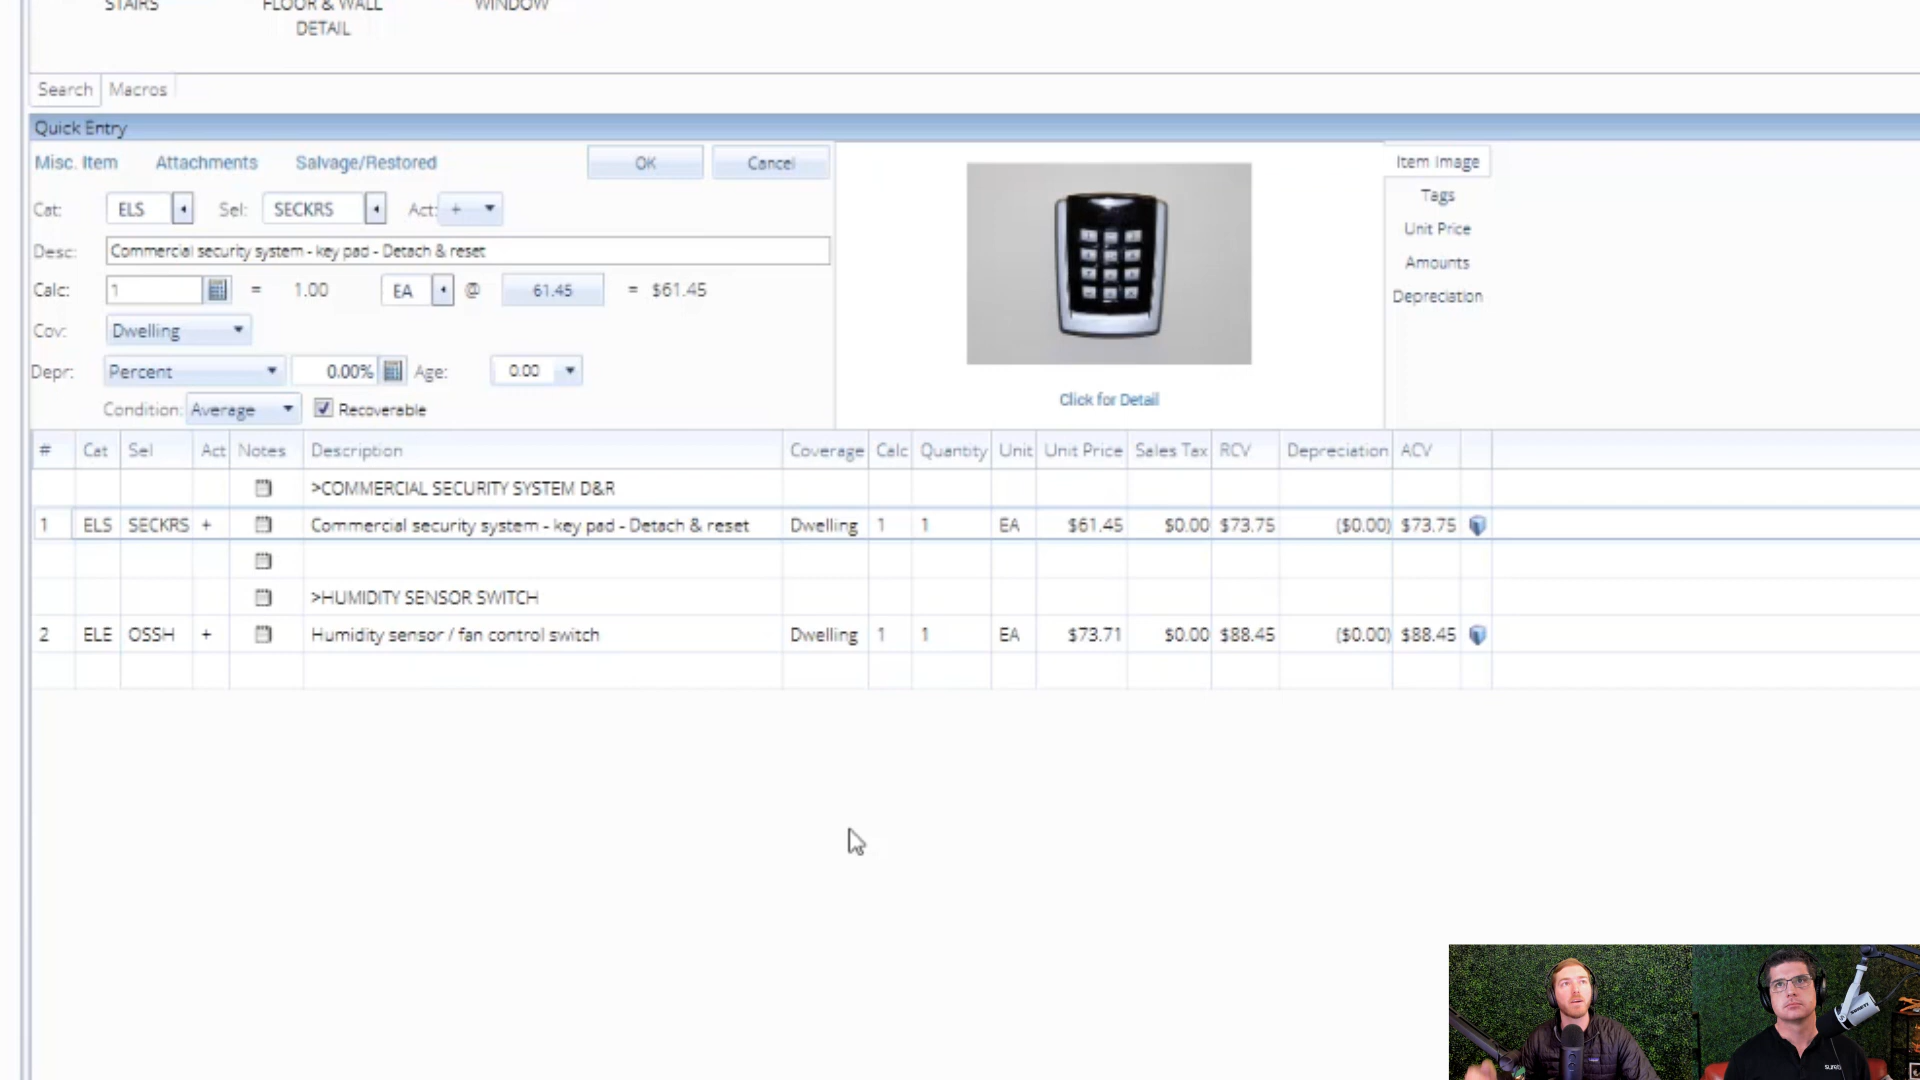 STAIRS FLOOR & WALL WINDOW
DETAIL
Search Macros
Quick Entry
Misc. Item Attachments Salvage/Restored OK Cancel Item Image
Cat: ELS Sel: SECKRS Act: + Tags
Unit Price
Desc: Commercial security system - key pad - Detach & reset Amounts
Calc: 1 = 1.00 EA @ 61.45 = $61.45 Depreciation
Cov: Dwelling
Depr: Percent 0.00% Age: 0.00
Condition: Average Recoverable Click for Detail
# Cat Sel Act Notes Description Coverage Calc Quantity Unit Unit Price Sales Tax RCV Depreciation ACV
>COMMERCIAL SECURITY SYSTEM D&R
1 ELS SECKRS + Commercial security system - key pad - Detach & reset Dwelling 1 1 EA $61.45 $0.00 $73.75 ($0.00) $73.75
>HUMIDITY SENSOR SWITCH
2 ELE OSSH + Humidity sensor / fan control switch Dwelling 1 1 EA $73.71 $0.00 $88.45 ($0.00) $88.45